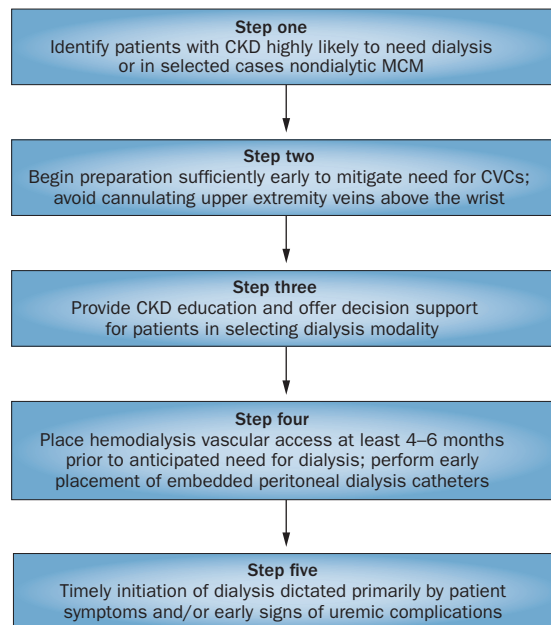 Step one
Identify patients with CKD highly likely to need dialysis
or in selected cases nondialytic MCM
Step two
Begin preparation sufficiently early to mitigate need for CVCs;
avoid cannulating upper extremity veins above the wrist
Step three
Provide CKD education and offer decision support
for patients in selecting dialysis modality
Step four
Place hemodialysis vascular access at least 4–6 months
prior to anticipated need for dialysis; perform early
placement of embedded peritoneal dialysis catheters
Step five
Timely initiation of dialysis dictated primarily by patient
symptoms and/or early signs of uremic complications